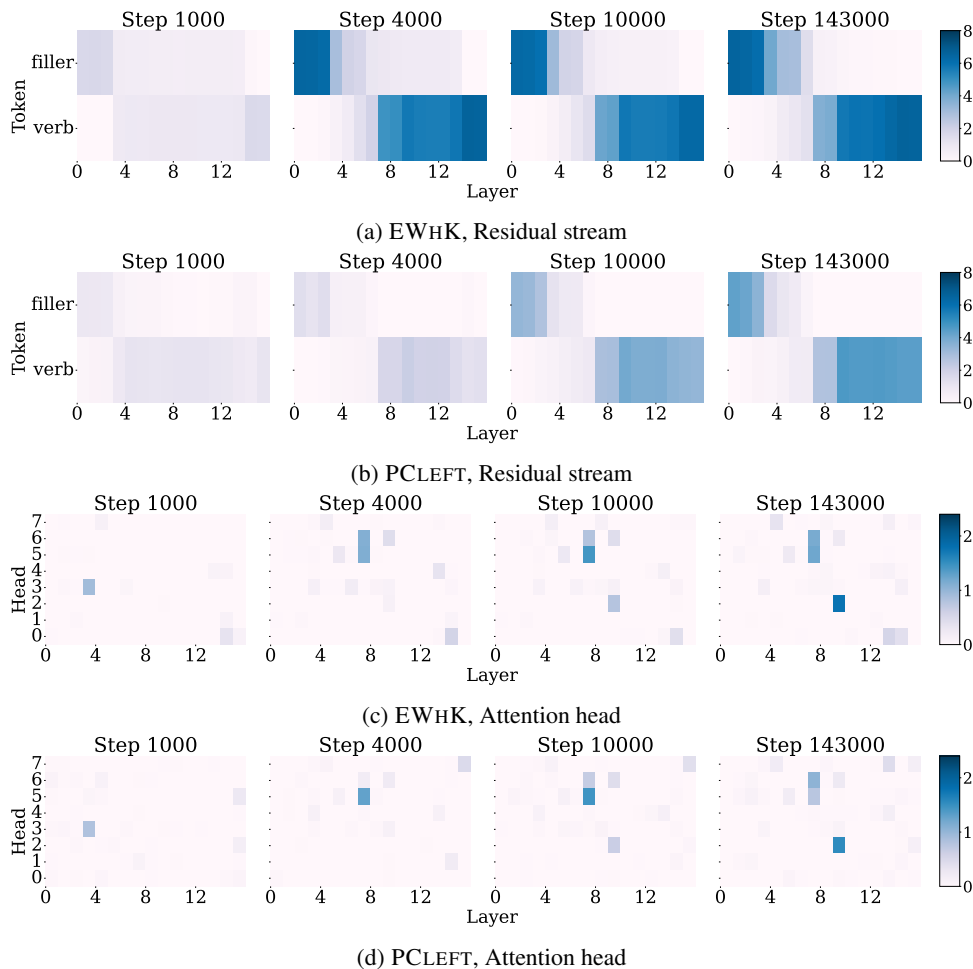 Step 1000 Step 4000 Step 10000 Step 143000
Token
filler
verb
0 4 8 12 0 4 8 12 0 4 8 12 0 4 8 12
Layer
8
6
4
2
0
(a) EWHK, Residual stream
Step 1000 Step 4000 Step 10000 Step 143000
Token
filler
verb
0 4 8 12 0 4 8 12 0 4 8 12 0 4 8 12
Layer
8
6
4
2
0
(b) PCLEFT, Residual stream
Step 1000 Step 4000 Step 10000 Step 143000
Head
7
6
5
4
3
2
1
0
0 4 8 12 0 4 8 12 0 4 8 12 0 4 8 12
Layer
2
1
0
(c) EWHK, Attention head
Step 1000 Step 4000 Step 10000 Step 143000
Head
7
6
5
4
3
2
1
0
0 4 8 12 0 4 8 12 0 4 8 12 0 4 8 12
Layer
2
1
0
(d) PCLEFT, Attention head